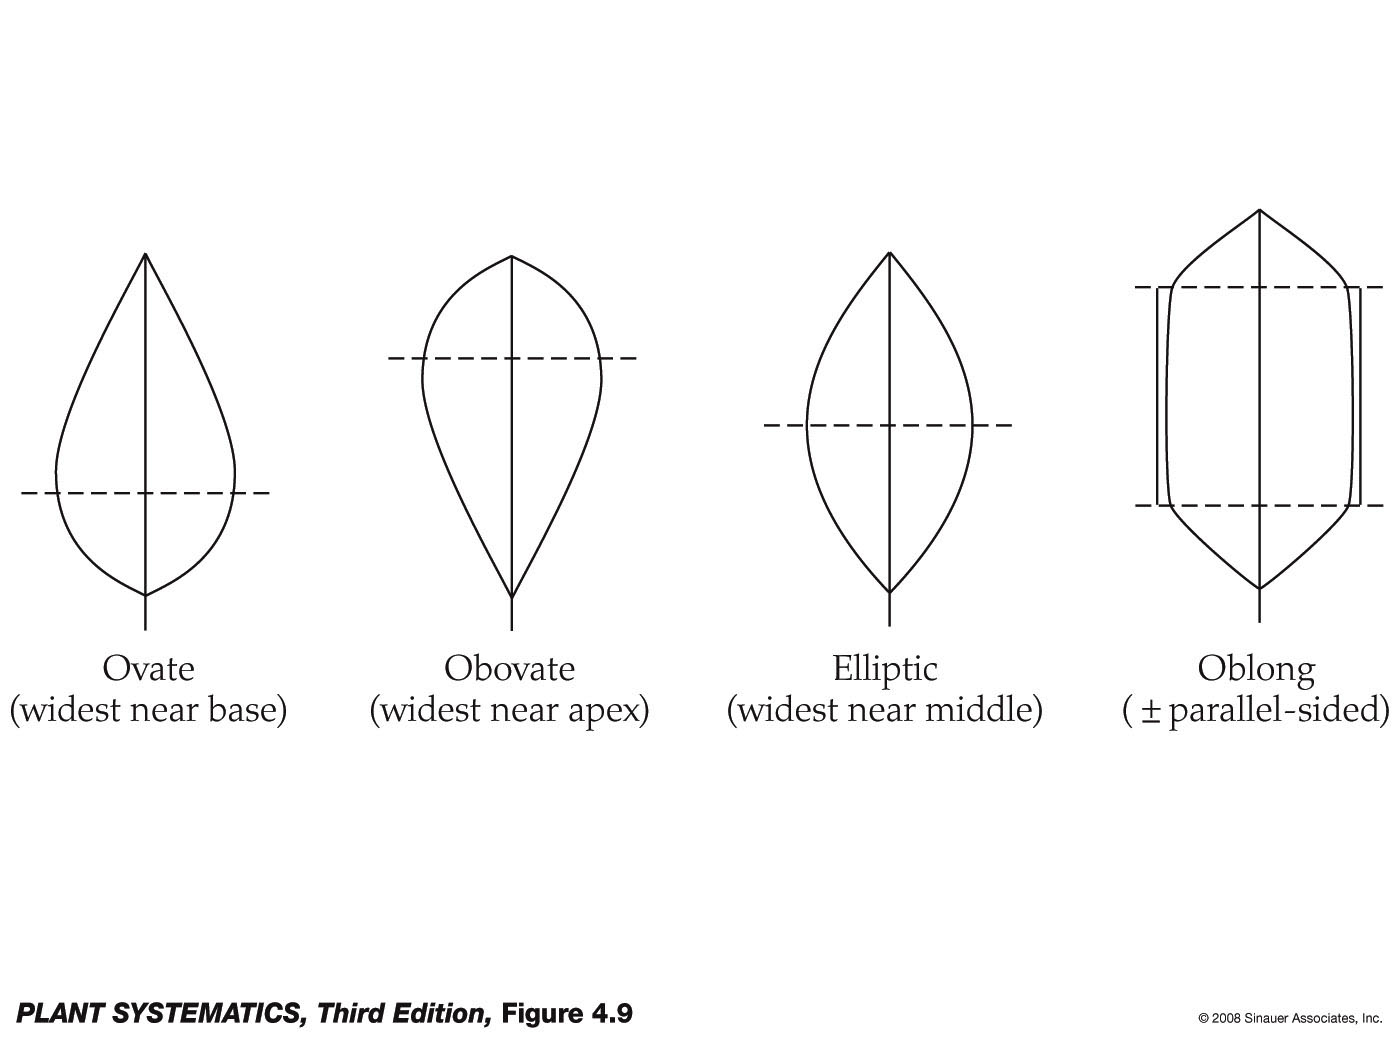 Ovate
(widest near base)
Obovate
(widest near apex)
Elliptic
(widest near middle)
Oblong
( ± parallel-sided)
PLANT SYSTEMATICS, Third Edition, Figure 4.9
© 2008 Sinauer Associates, Inc.